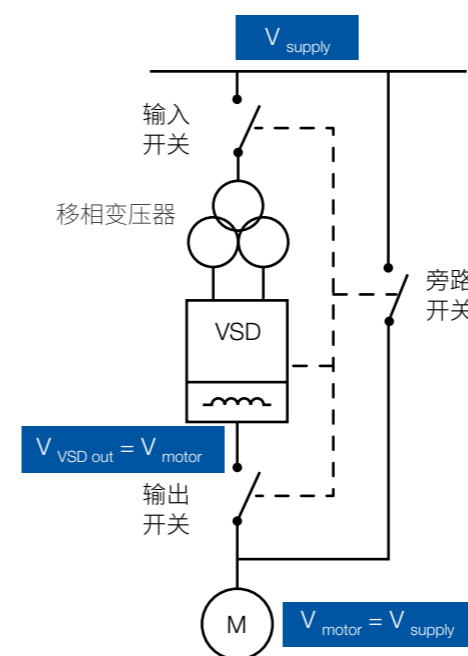 V supply
输入
开关
移相变压器
旁路
开关
VSD
V VSD out = V motor
输出
开关
M
V motor = V supply